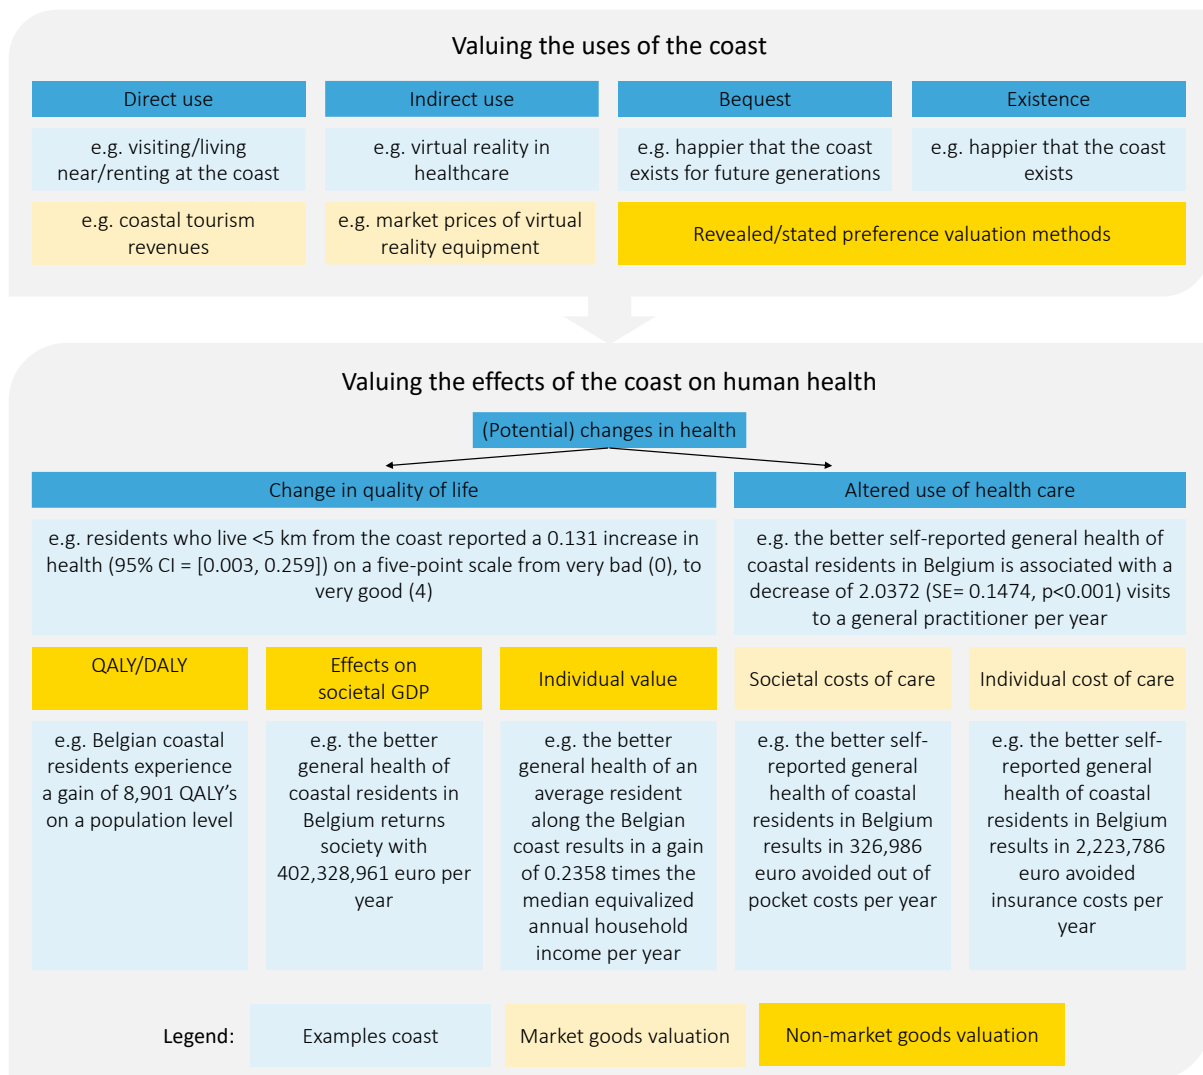 Valuing the uses of the coast
Direct use
Indirect use
Bequest
Existence
e.g. visiting/living
near/renting at the coast
e.g. virtual reality in
healthcare
e.g. happier that the coast
exists for future generations
e.g. happier that the coast
exists
e.g. coastal tourism
revenues
e.g. market prices of virtual
reality equipment
Revealed/stated preference valuation methods
Valuing the effects of the coast on human health
(Potential) changes in health
Change in quality of life
Altered use of health care
e.g. residents who live <5 km from the coast reported a 0.131 increase in
health (95% CI = [0.003, 0.259]) on a five-point scale from very bad (0), to
very good (4)
e.g. the better self-reported general health of
coastal residents in Belgium is associated with a
decrease of 2.0372 (SE= 0.1474, p<0.001) visits
to a general practitioner per year
QALY/DALY
Effects on
societal GDP
Individual value
Societal costs of care
Individual cost of care
e.g. Belgian coastal
residents experience
a gain of 8,901 QALY's
on a population level
e.g. the better
general health of
coastal residents in
Belgium returns
society with
402,328,961 euro per
year
e.g. the better
general health of an
average resident
along the Belgian
coast results in a gain
of 0.2358 times the
median equivalized
annual household
income per year
e.g. the better self-
reported general
health of coastal
residents in Belgium
results in 326,986
euro avoided out of
pocket costs per year
e.g. the better self-
reported general
health of coastal
residents in Belgium
results in 2,223,786
euro avoided
insurance costs per
year
Legend:
Examples coast
Market goods valuation
Non-market goods valuation